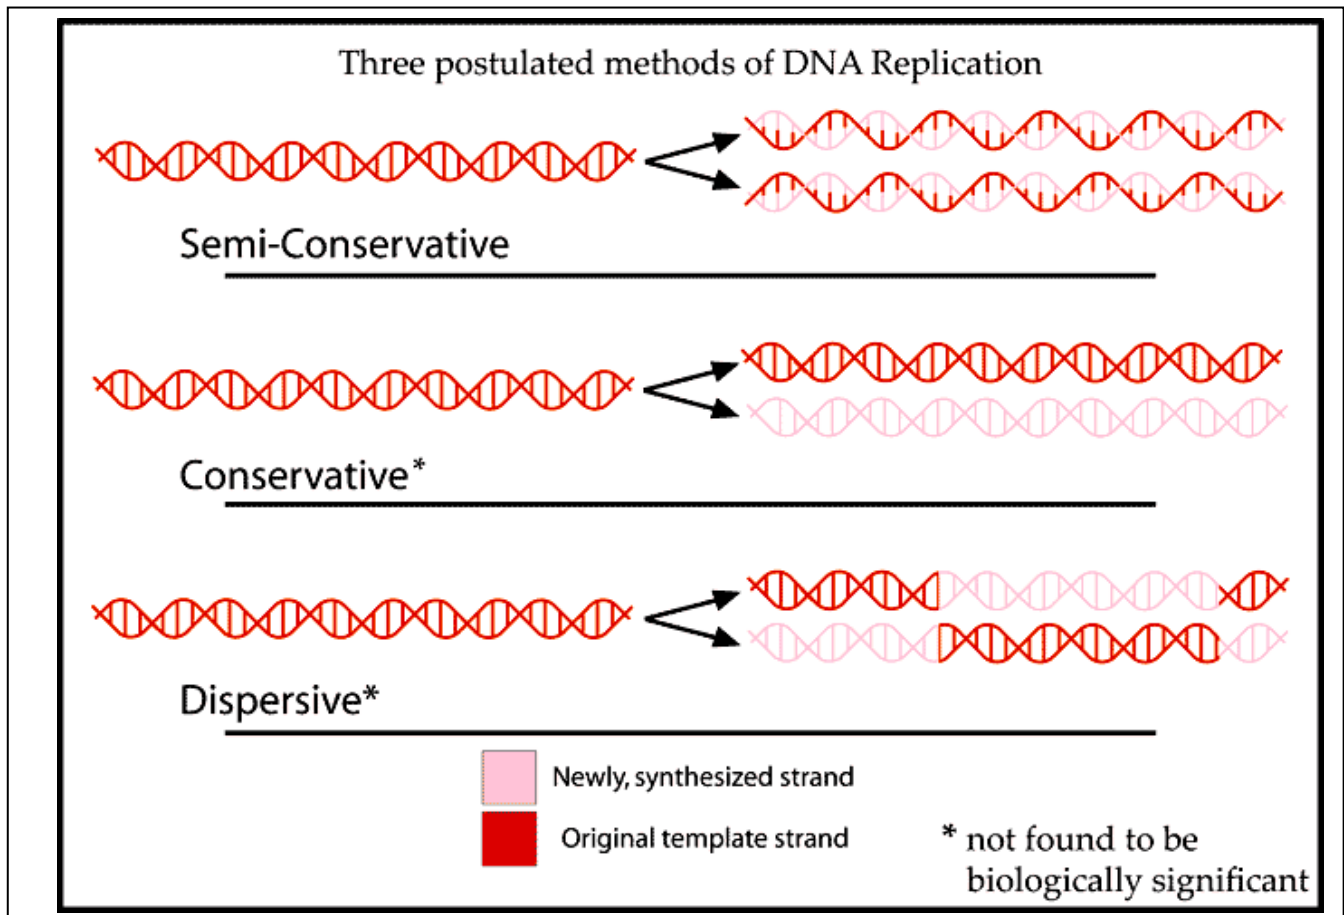 Three postulated methods of DNA Replication
Semi-Conservative
Conservative*
Dispersive*
Newly, synthesized strand
Original template strand
* not found to be
biologically significant